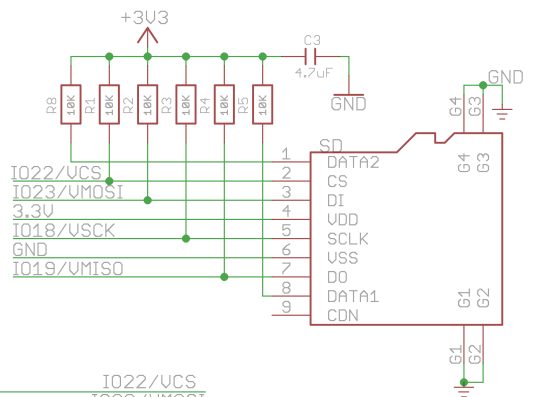 +3V3
C3
4.7uF
GND
R8 10K
R1 10K
R2 10K
R3 10K
R4 10K
R5 10K
GND
G4
G3
SD
1 DATA2 G4 G3
IO22/VCS 2 CS
IO23/VMOSI 3 DI
3.3V 4 VDD
IO18/VSCK 5 SCLK
GND 6 VSS
IO19/VMISO 7 DO
8 DATA1 G1 G2
9 CDN
G1
G2
IO22/VCS